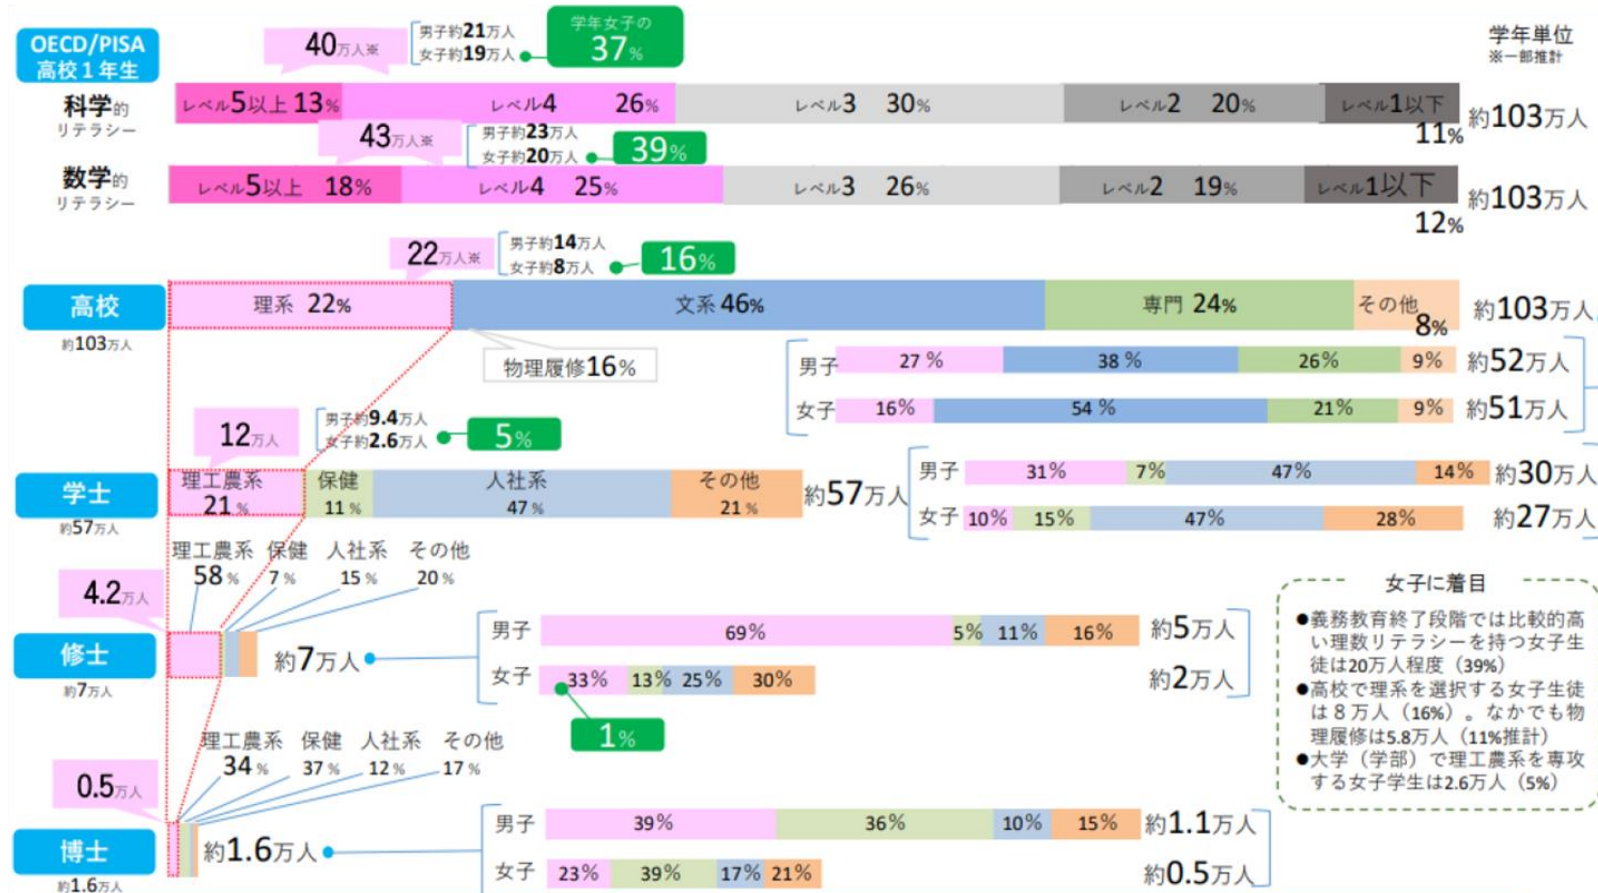 OECD/PISA
高校1年生
40万人※
男子約21万人
女子約19万人
学年女子の
37%
学年単位
※一部推計
科学的
リテラシー
レベル5以上 13%
レベル4 26%
レベル3 30%
レベル2 20%
レベル1以下
11%
約103万人
43万人※
男子約23万人
女子約20万人
39%
数学的
リテラシー
レベル5以上 18%
レベル4 25%
レベル3 26%
レベル2 19%
レベル1以下
12%
約103万人
22万人※
男子約14万人
女子約8万人
16%
高校
約103万人
理系 22%
文系 46%
専門 24%
その他
8%
約103万人
物理履修16%
男子
27 %
38 %
26%
9%
約52万人
女子
16%
54 %
21%
9%
約51万人
12万人
男子約9.4万人
女子約2.6万人
5%
学士
約57万人
理工農系
21 %
保健
11 %
人社系
47 %
その他
21 %
約57万人
男子
31%
7%
47%
14%
約30万人
女子
10%
15%
47%
28%
約27万人
理工農系 保健 人社系 その他
58 % 7 % 15 % 20 %
4.2万人
修士
約7万人
約7万人
男子
69%
5%
11%
16%
約5万人
女子
33%
13%
25%
30%
約2万人
1%
理工農系 保健 人社系 その他
34 % 37 % 12 % 17 %
0.5万人
博士
約1.6万人
約1.6万人
男子
39%
36%
10%
15%
約1.1万人
女子
23%
39%
17%
21%
約0.5万人
女子に着目
●義務教育終了段階では比較的高
い理数リテラシーを持つ女子生
徒は20万人程度（39%）
●高校で理系を選択する女子生徒
は８万人（16%）。なかでも物
理履修は5.8万人（11%推計）
●大学（学部）で理工農系を専攻
する女子学生は2.6万人（5%）